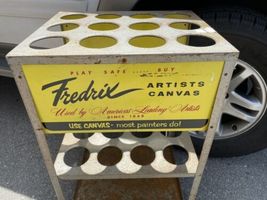 PLAY SAFE BUY
Fredrix
ARTISTS
CANVAS
Used by America's Leading Artists
SINCE 1868
USE CANVAS - most painters do!